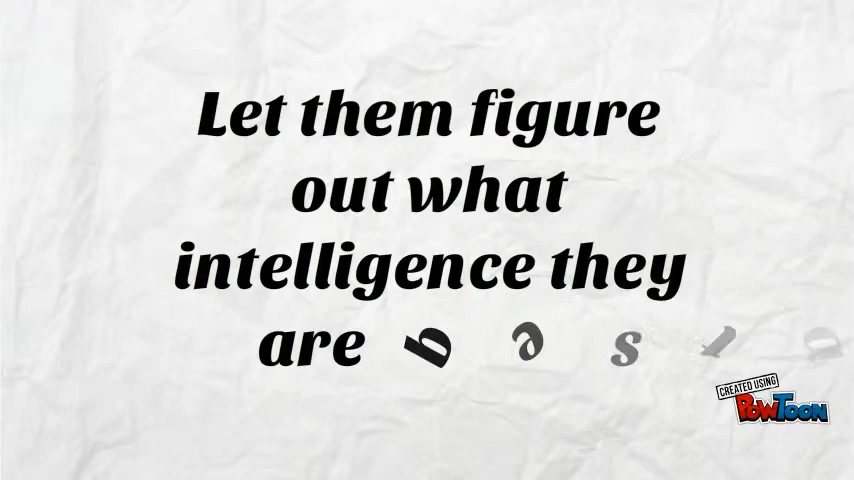 Let them figure
out what
intelligence they
are
CREATED USING
POWTOON